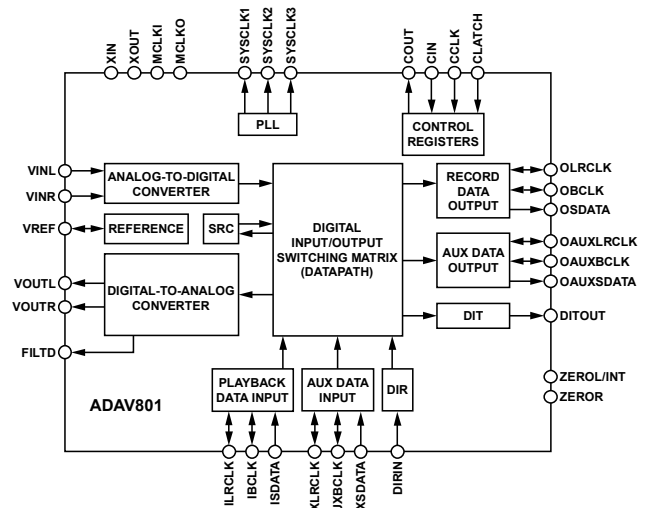 XIN
XOUT
MCLKI
MCLKO
SYSCLK1
SYSCLK2
SYSCLK3
COUT
CIN
CCLK
CLATCH
PLL
CONTROL
REGISTERS
VINL
VINR
VREF
VOUTL
VOUTR
FILTD
ANALOG-TO-DIGITAL
CONVERTER
REFERENCE
SRC
DIGITAL-TO-ANALOG
CONVERTER
DIGITAL
INPUT/OUTPUT
SWITCHING MATRIX
(DATAPATH)
RECORD
DATA
OUTPUT
AUX DATA
OUTPUT
DIT
OLRCLK
OBCLK
OSDATA
OAUXLRCLK
OAUXBCLK
OAUXSDATA
DITOUT
ZEROL/INT
ZEROR
PLAYBACK
DATA INPUT
AUX DATA
INPUT
DIR
ADAV801
ILRCLK
IBCLK
ISDATA
DIRIN